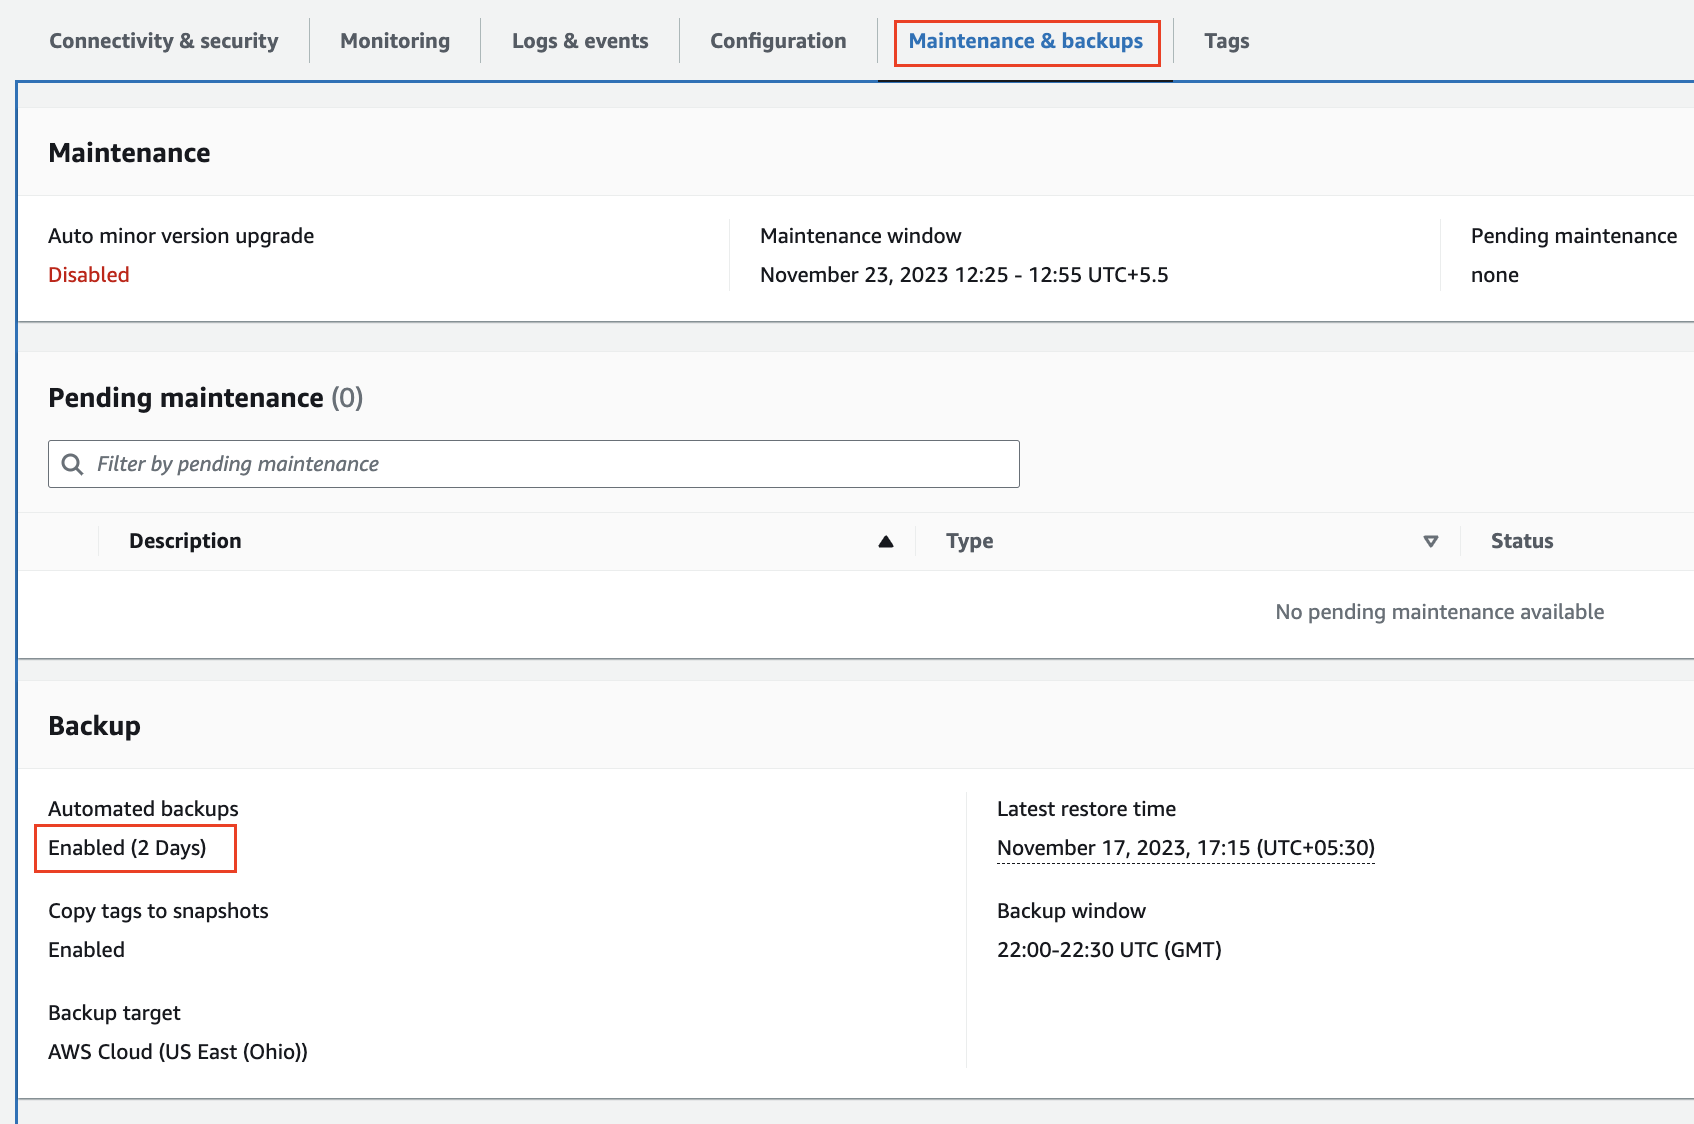 Connectivity & security
Monitoring
Logs & events
Configuration
Maintenance & backups
Tags
Maintenance
Auto minor version upgrade
Disabled
Maintenance window
November 23, 2023 12:25 - 12:55 UTC+5.5
Pending maintenance
none
Pending maintenance (0)
Filter by pending maintenance
Description
Type
Status
No pending maintenance available
Backup
Automated backups
Enabled (2 Days)
Copy tags to snapshots
Enabled
Backup target
AWS Cloud (US East (Ohio))
Latest restore time
November 17, 2023, 17:15 (UTC+05:30)
Backup window
22:00-22:30 UTC (GMT)